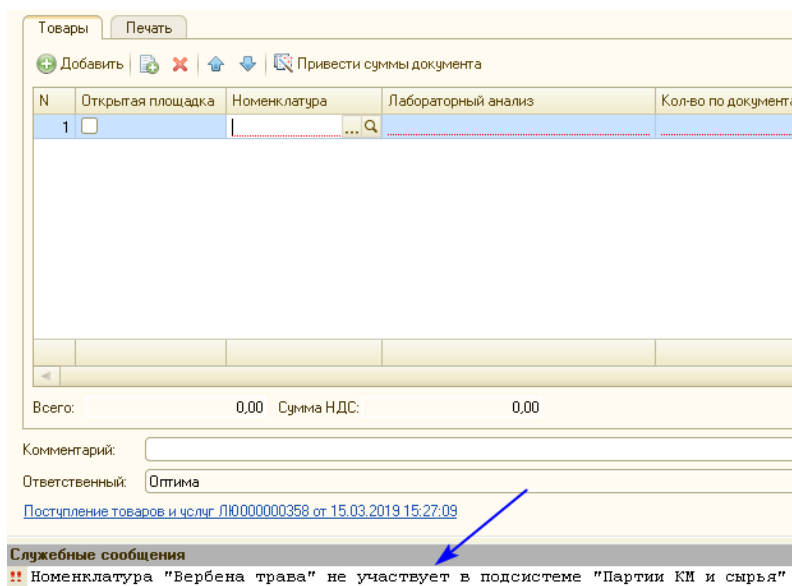 Товары Печать
Добавить Привести суммы документа
N Открытая площадка Номенклатура Лабораторный анализ Кол-во по документа
1 ...
Всего: 0,00 Сумма НДС: 0,00
Комментарий:
Ответственный: Оптима
Поступление товаров и услуг ЛЮ000000358 от 15.03.2019 15:27:09
Служебные сообщения
!! Номенклатура "Вербена трава" не участвует в подсистеме "Партии КМ и сырья"